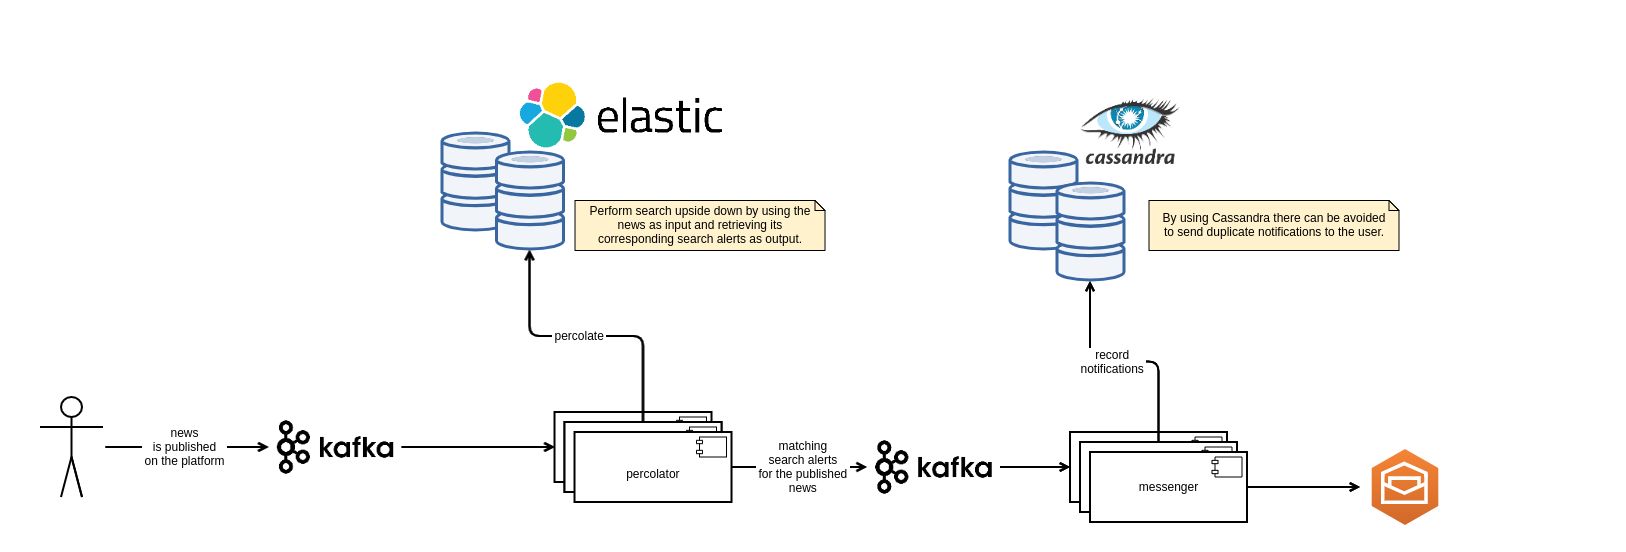 elastic
cassandra
Perform search upside down by using the
news as input and retrieving its
corresponding search alerts as output.
By using Cassandra there can be avoided
to send duplicate notifications to the user.
percolate
record
notifications
news
is published
on the platform
kafka
percolator
matching
search alerts
for the published
news
kafka
messenger